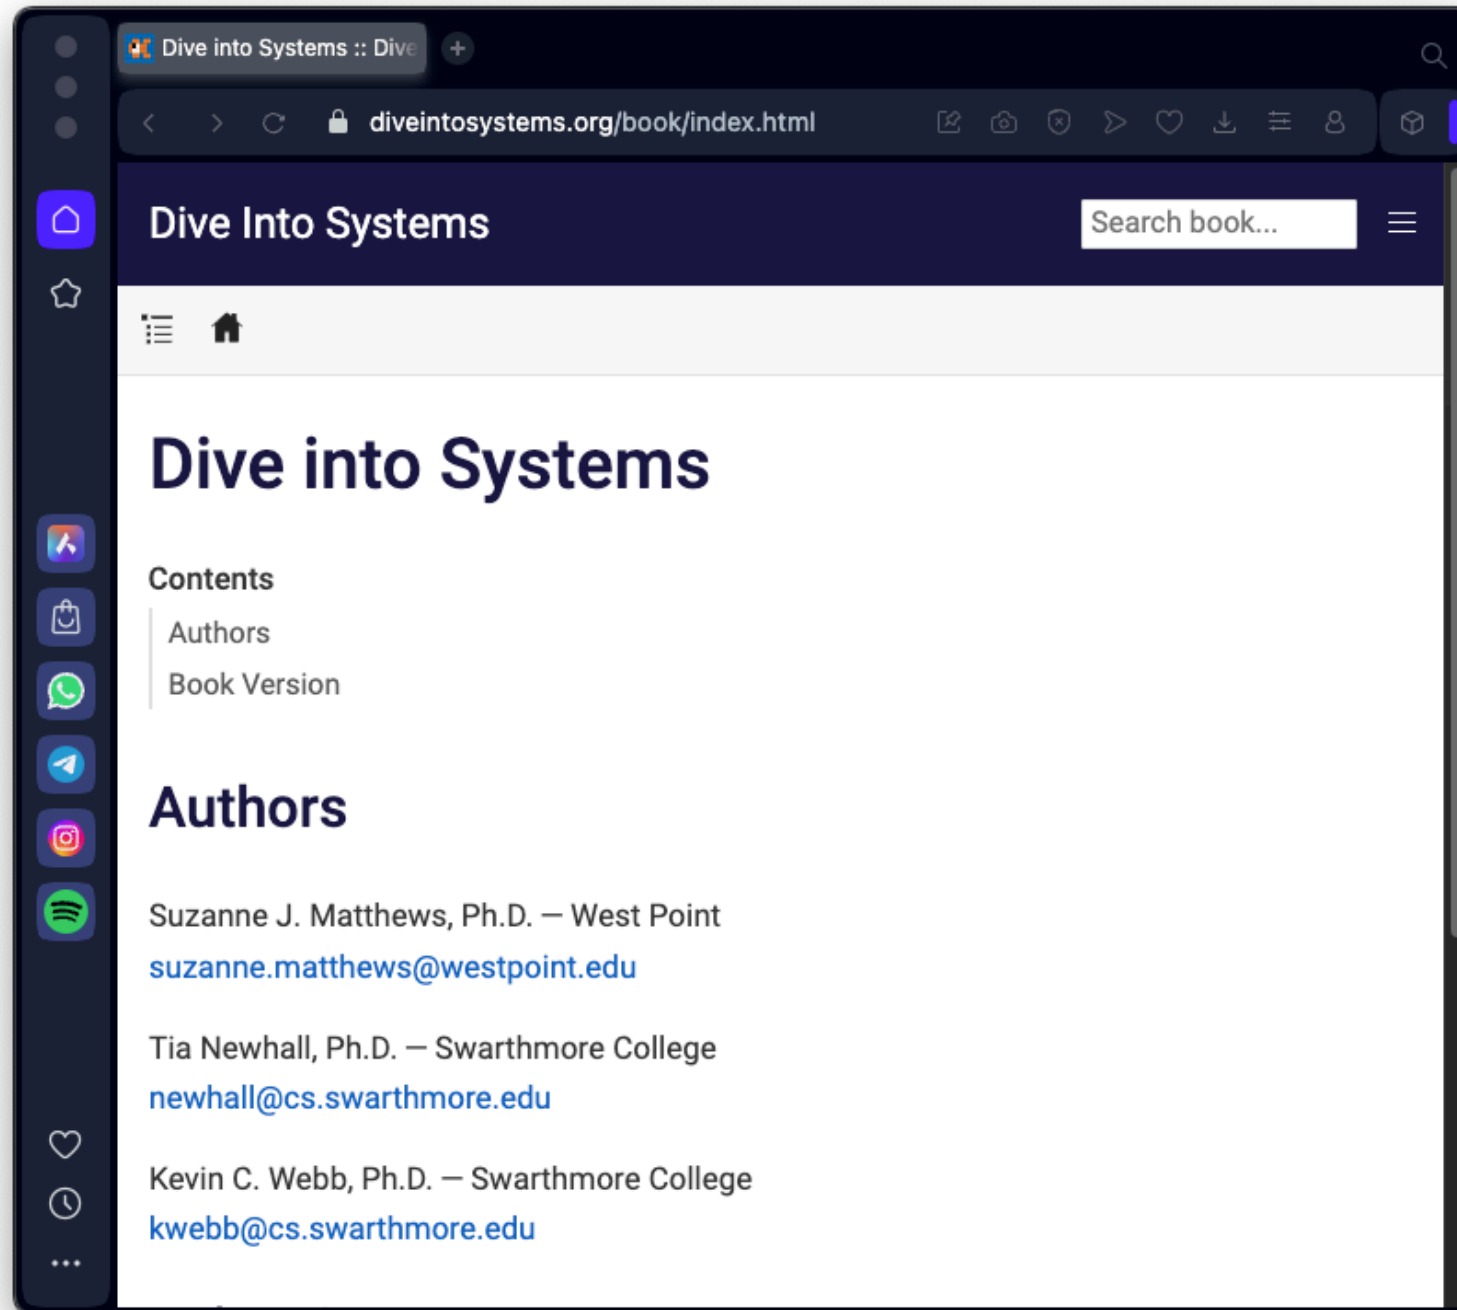 Dive into Systems :: Dive
diveintosystems.org/book/index.html
Dive Into Systems
Search book...
Dive into Systems
Contents
Authors
Book Version
Authors
Suzanne J. Matthews, Ph.D. — West Point
suzanne.matthews@westpoint.edu
Tia Newhall, Ph.D. — Swarthmore College
newhall@cs.swarthmore.edu
Kevin C. Webb, Ph.D. — Swarthmore College
kwebb@cs.swarthmore.edu